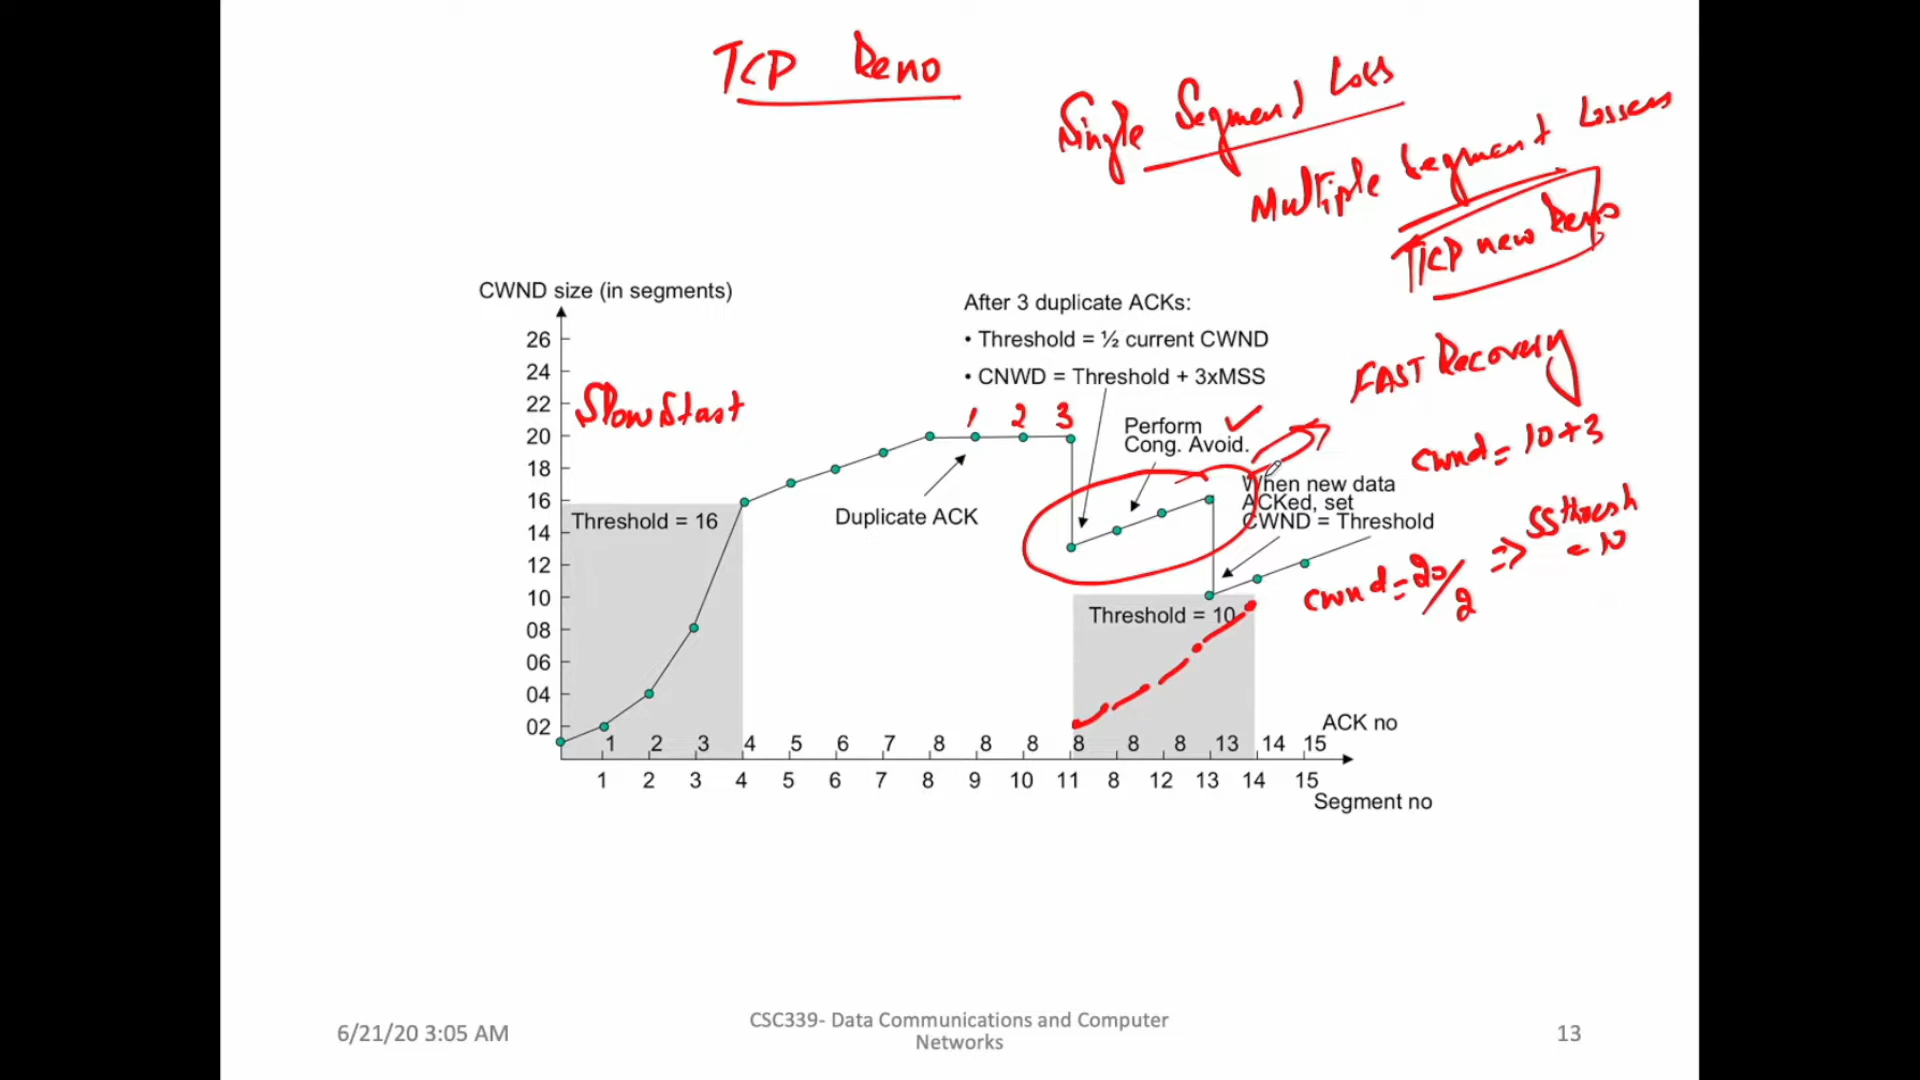 TCP Reno
Single Segment Loss
Multiple Segment Losses
TCP new Reno
CWND size (in segments)
After 3 duplicate ACKs:
• Threshold = ½ current CWND
• CNWD = Threshold + 3xMSS
FAST Recovery
Slow Start
1 2 3
Perform
Cong. Avoid.
cwnd = 10+3
When new data
ACKed, set
CWND = Threshold
Duplicate ACK
Threshold = 16
cwnd = 20/2 => SSthresh
= 10
Threshold = 10
26
24
22
20
18
16
14
12
10
08
06
04
02
ACK no
1 2 3 4 5 6 7 8 8 8 8 8 8 13 14 15
1 2 3 4 5 6 7 8 9 10 11 8 12 13 14 15
Segment no
6/21/20 3:05 AM
CSC339- Data Communications and Computer
Networks
13